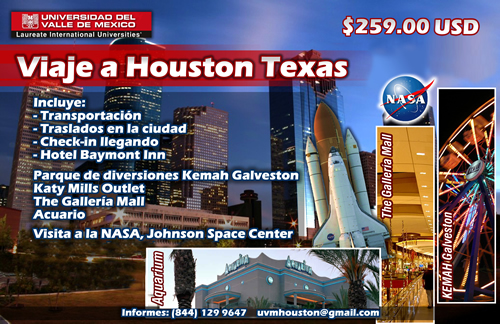 UNIVERSIDAD DEL
VALLE DE MEXICO
Laureate International Universities®
$259.00 USD
Viaje a Houston Texas
Incluye:
- Transportación
- Traslados en la ciudad
- Check-in llegando
- Hotel Baymont Inn
Parque de diversiones Kemah Galveston
Katy Mills Outlet
The Gallería Mall
Acuario
Visita a la NASA, Johnson Space Center
NASA
The Galleria Mall
KEMAH-Galveston
Aquarium
Informes: (844) 129 9647 uvmhouston@gmail.com